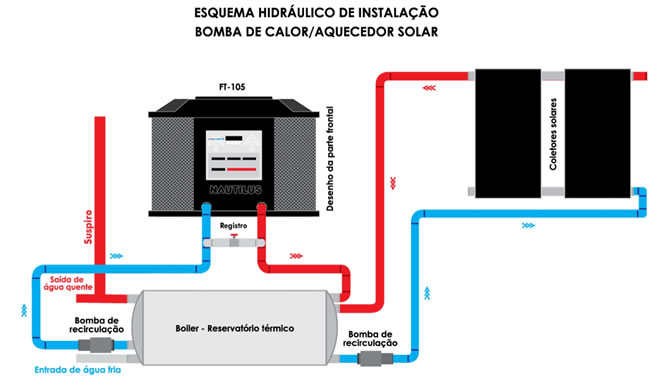 ESQUEMA HIDRÁULICO DE INSTALAÇÃO
BOMBA DE CALOR/AQUECEDOR SOLAR
FT-105
Desenho da parte frontal
Coletores solares
NAUTILUS
Suspiro
Registro
Saída de
água quente
Bomba de
recirculação
Boiler - Reservatório térmico
Bomba de
recirculação
Entrada de água fria